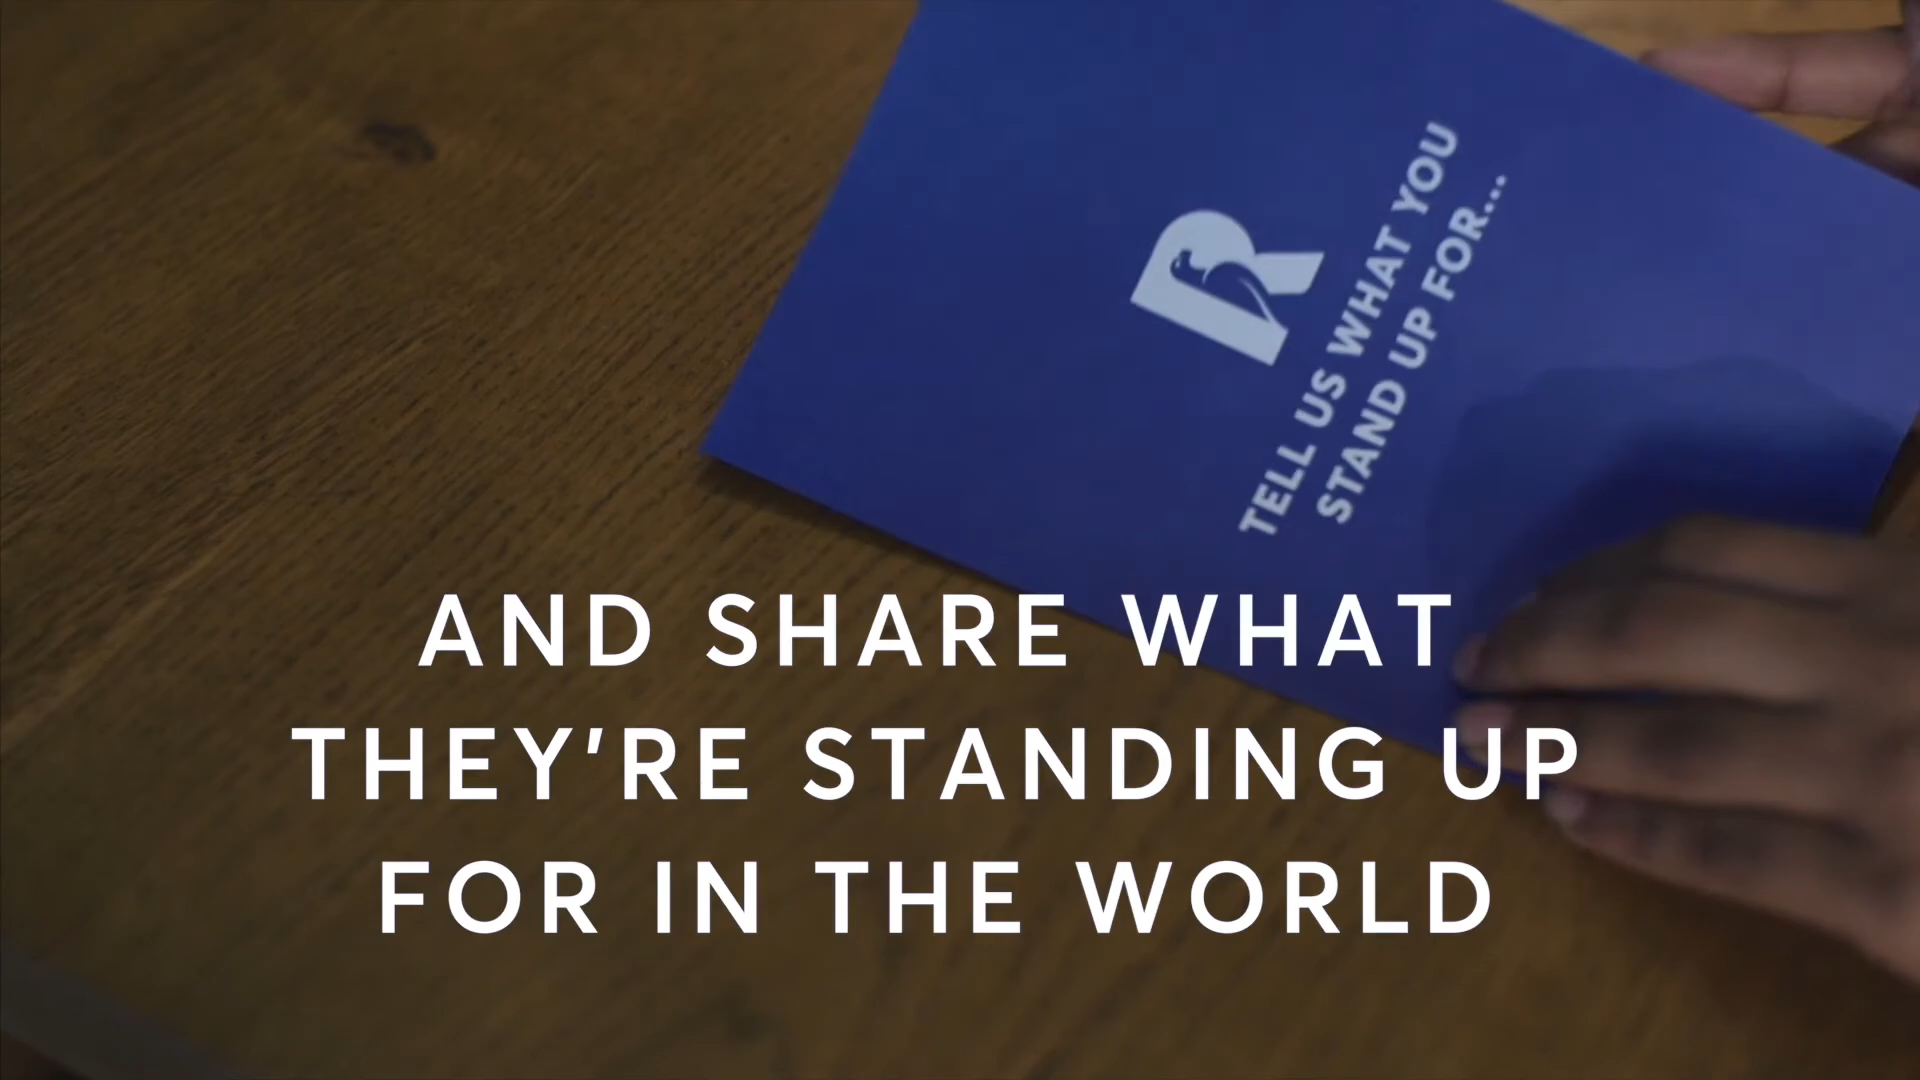 R
TELL US WHAT YOU
STAND UP FOR...
AND SHARE WHAT
THEY'RE STANDING UP
FOR IN THE WORLD